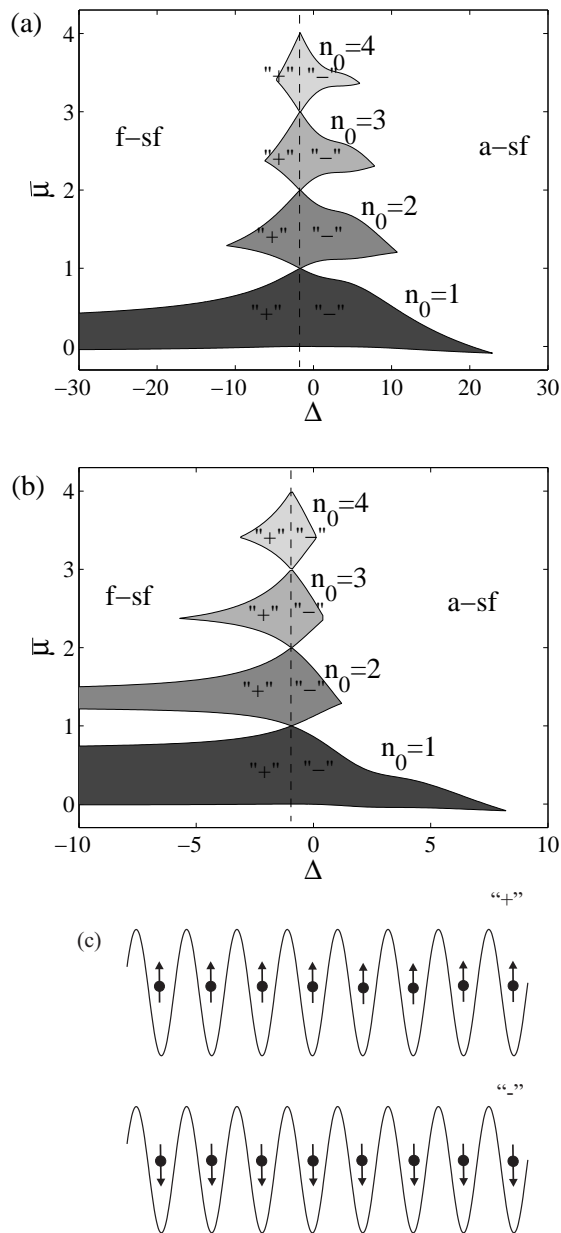 (a)
4
n0=4
"+" "−"
3
n0=3
f−sf
a−sf
"+" "−"
μ̄
2
n0=2
"+" "−"
1
n0=1
"+" "−"
0
−30 −20 −10 0 10 20 30
Δ
(b)
4
n0=4
"+" "−"
3
n0=3
f−sf
a−sf
"+" "−"
μ̄
2
n0=2
"+" "−"
1
n0=1
"+" "−"
0
−10 −5 0 5 10
Δ
“+”
(c)
“-”